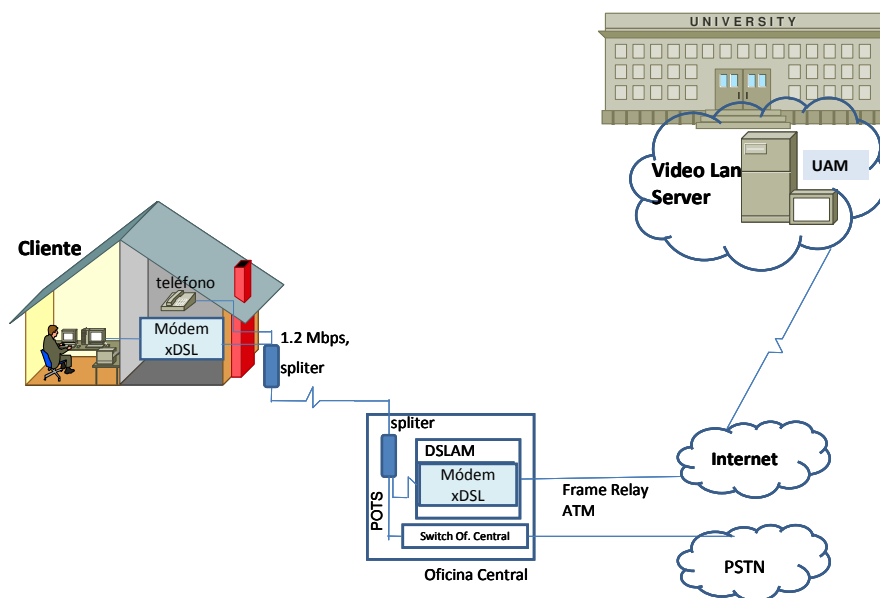 UNIVERSITY
Video Lan
Server
UAM
Cliente
teléfono
Módem
xDSL
1.2 Mbps,
spliter
spliter
DSLAM
Módem
xDSL
POTS
Switch Of. Central
Oficina Central
Frame Relay
ATM
Internet
PSTN